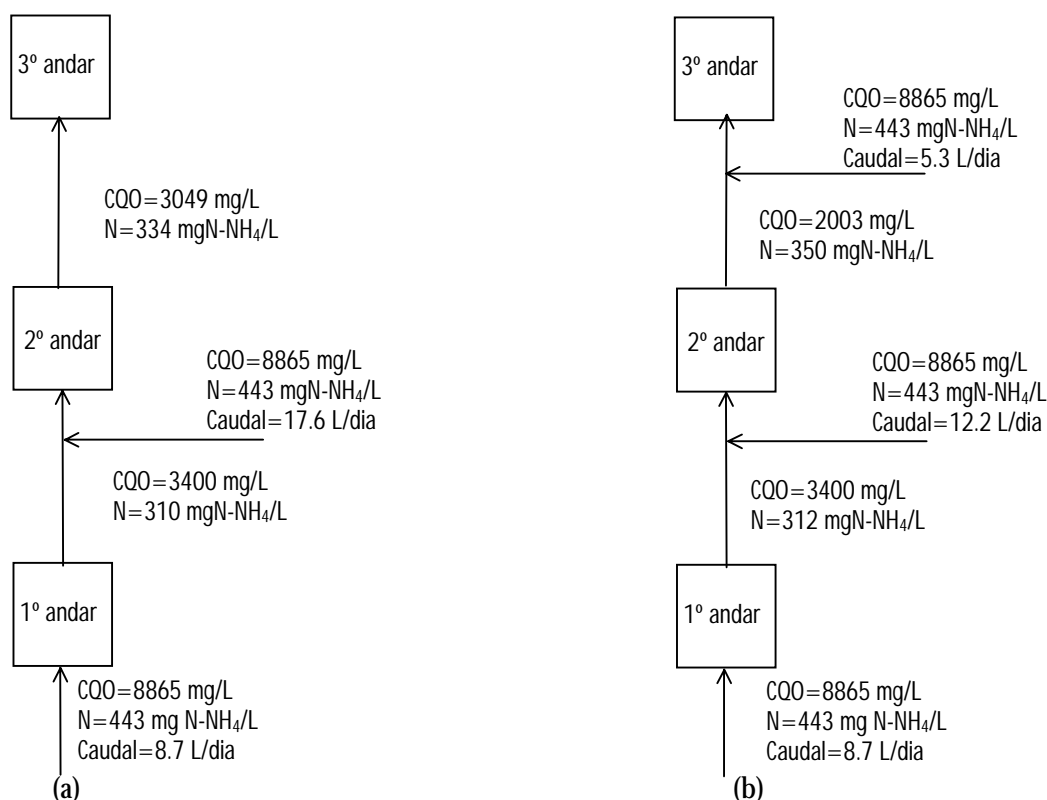 3º andar
CQO=3049 mg/L
N=334 mgN-NH₄/L
2º andar
CQO=8865 mg/L
N=443 mgN-NH₄/L
Caudal=17.6 L/dia
CQO=3400 mg/L
N=310 mgN-NH₄/L
1º andar
CQO=8865 mg/L
N=443 mg N-NH₄/L
Caudal=8.7 L/dia
(a)
3º andar
CQO=8865 mg/L
N=443 mgN-NH₄/L
Caudal=5.3 L/dia
CQO=2003 mg/L
N=350 mgN-NH₄/L
2º andar
CQO=8865 mg/L
N=443 mgN-NH₄/L
Caudal=12.2 L/dia
CQO=3400 mg/L
N=312 mgN-NH₄/L
1º andar
CQO=8865 mg/L
N=443 mg N-NH₄/L
Caudal=8.7 L/dia
(b)